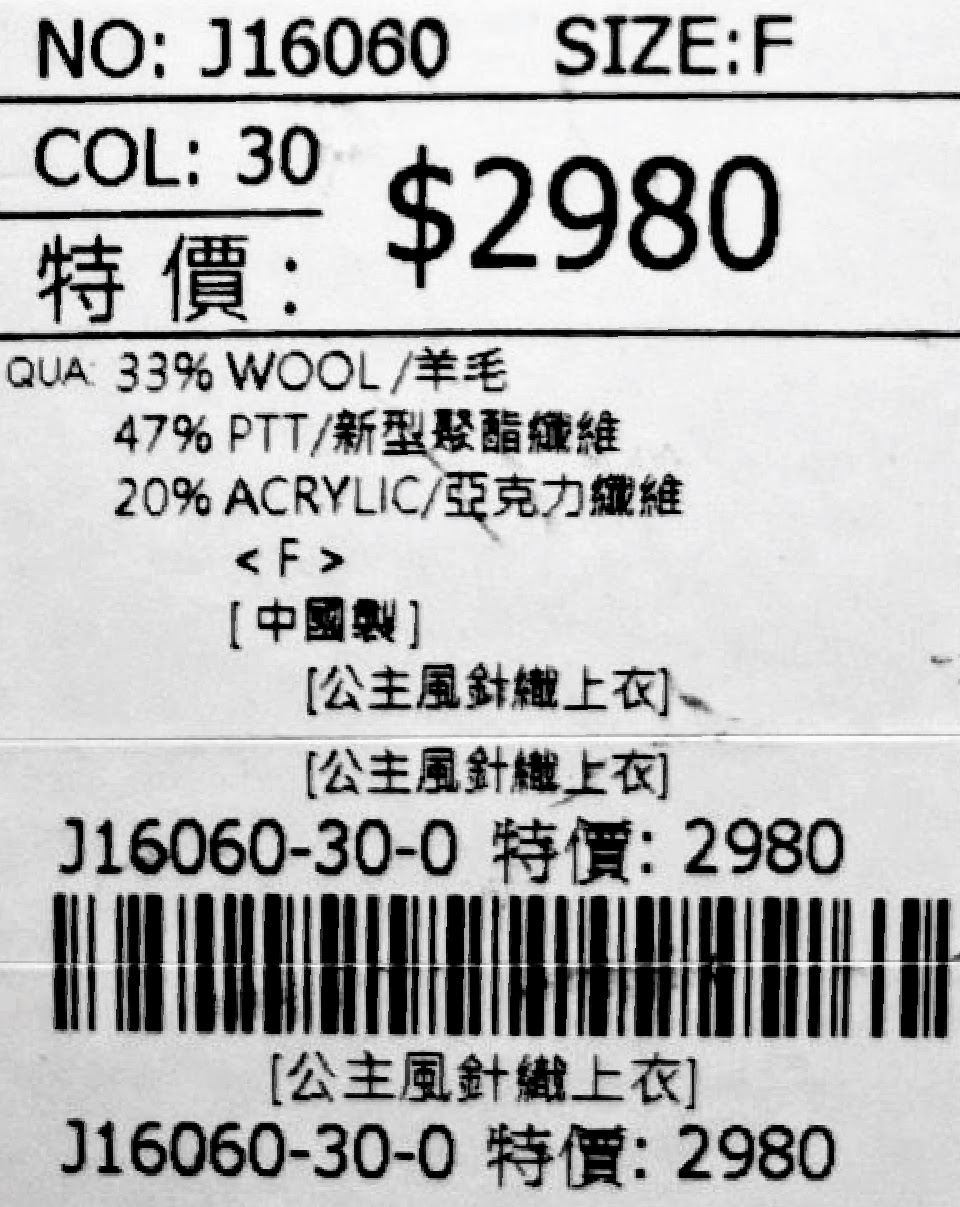 NO: J16060 SIZE:F
COL: 30
$2980
特 價 :
QUA: 33% WOOL /羊毛
47% PTT/新型聚酯纖維
20% ACRYLIC/亞克力纖維
< F >
[ 中國製 ]
[公主風針織上衣]
[公主風針織上衣]
J16060-30-0 特價: 2980
[公主風針織上衣]
J16060-30-0 特價: 2980